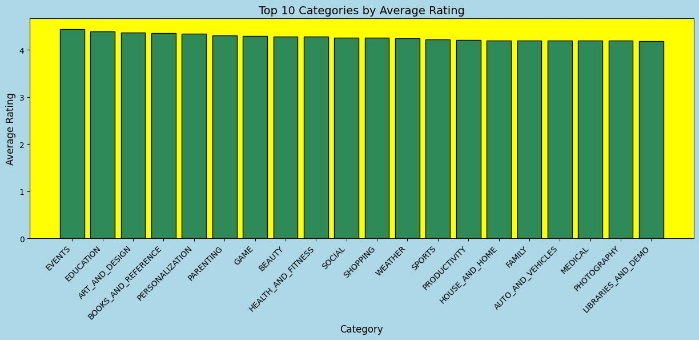 Top 10 Categories by Average Rating
Average Rating
4
3
2
1
0
EVENTS
EDUCATION
ART_AND_DESIGN
BOOKS_AND_REFERENCE
PERSONALIZATION
PARENTING
GAME
BEAUTY
HEALTH_AND_FITNESS
SOCIAL
SHOPPING
WEATHER
SPORTS
PRODUCTIVITY
HOUSE_AND_HOME
FAMILY
AUTO_AND_VEHICLES
MEDICAL
PHOTOGRAPHY
LIBRARIES_AND_DEMO
Category